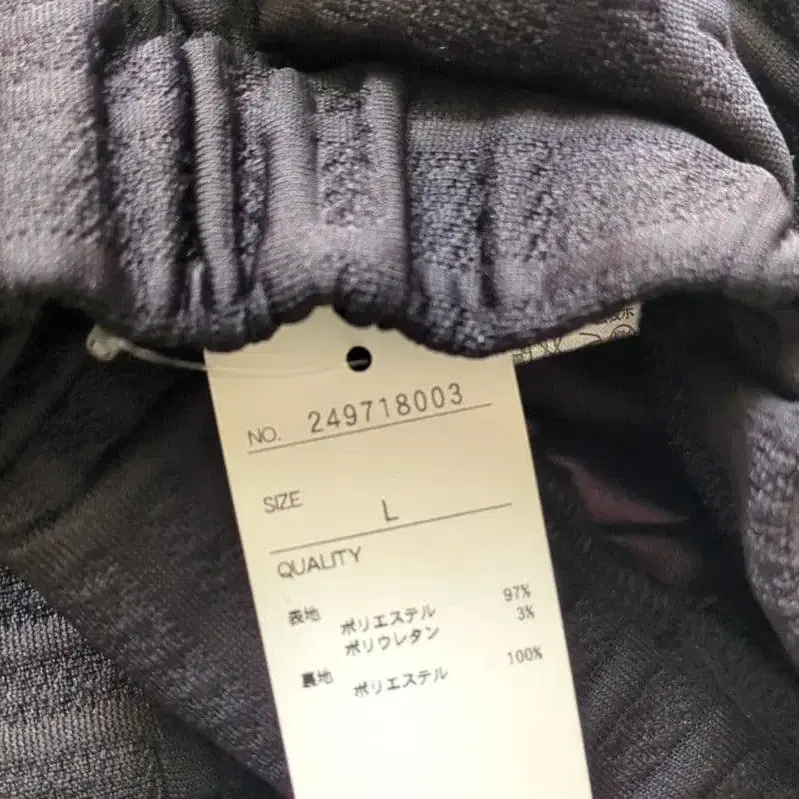 NO. 249718003
SIZE L
QUALITY
表地 ポリエステル 97%
ポリウレタン 3%
裏地 ポリエステル 100%